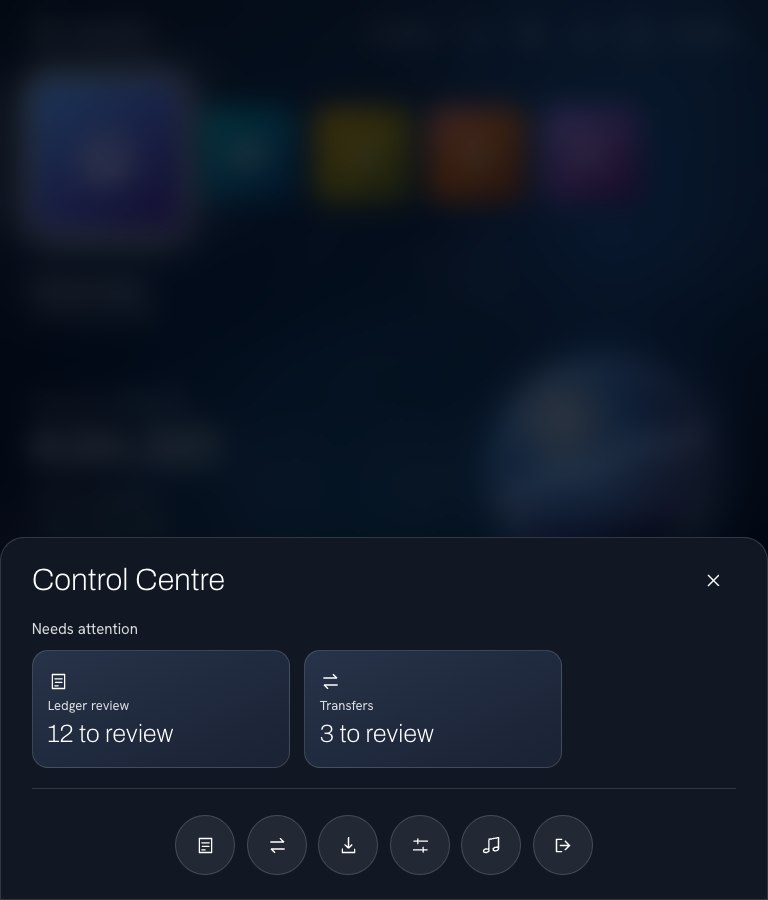 Control Centre
Needs attention
Ledger review
12 to review
Transfers
3 to review